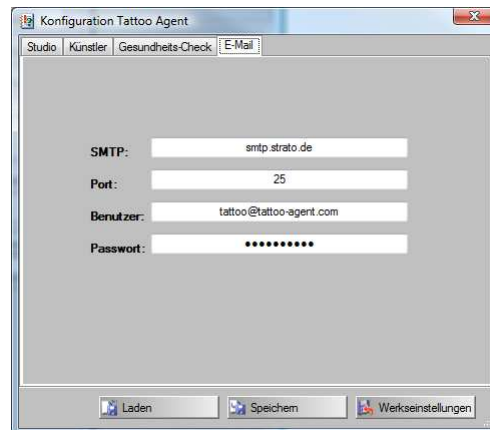 Konfiguration Tattoo Agent
Studio Künstler Gesundheits-Check E-Mail
SMTP: smtp.strato.de
Port: 25
Benutzer: tattoo@tattoo-agent.com
Passwort: ●●●●●●●●●●
Laden Speichern Werkseinstellungen